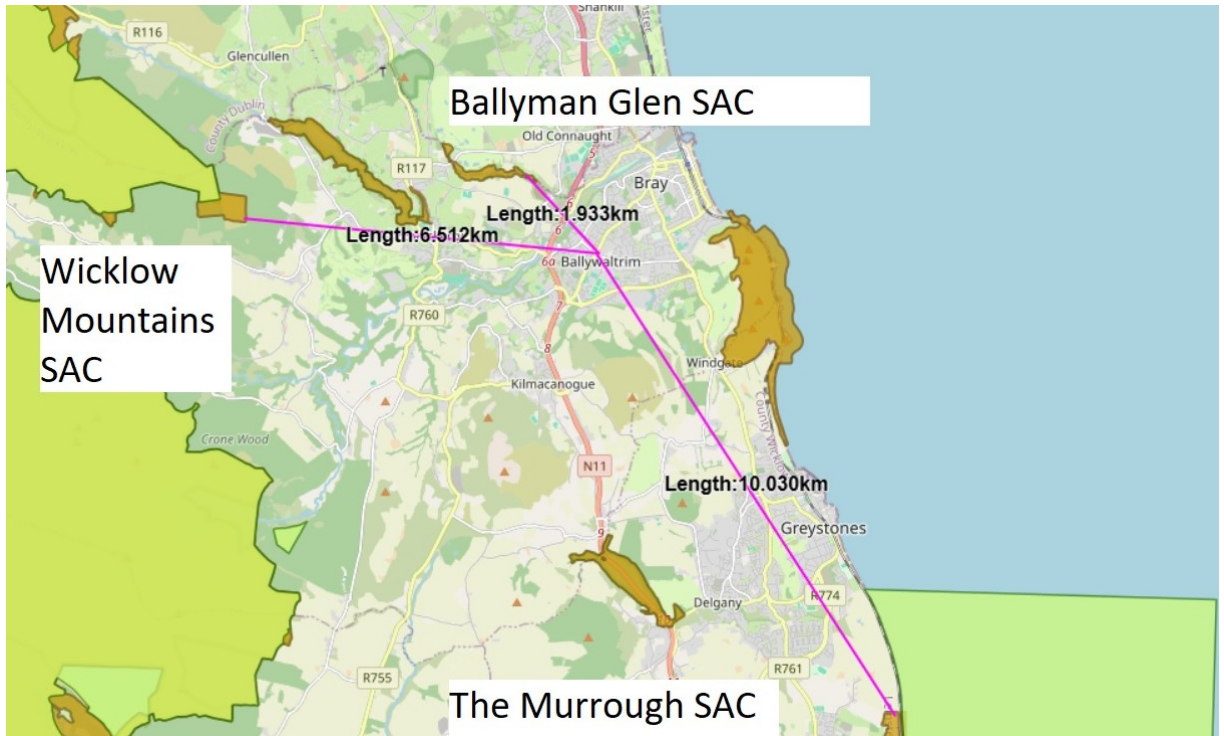 Shankill
R116
Glencullen
Ballyman Glen SAC
County Dublin
Old Connaught
5
R117
Bray
6
Length:1.933km
6
Length:6.512km
6a
Ballywaltrim
Wicklow
Mountains
SAC
7
R760
8
Windgate
Kilmacanogue
County Wicklow
Crone Wood
N11
Length:10.030km
Greystones
9
R774
Delgany
R761
R755
The Murrough SAC